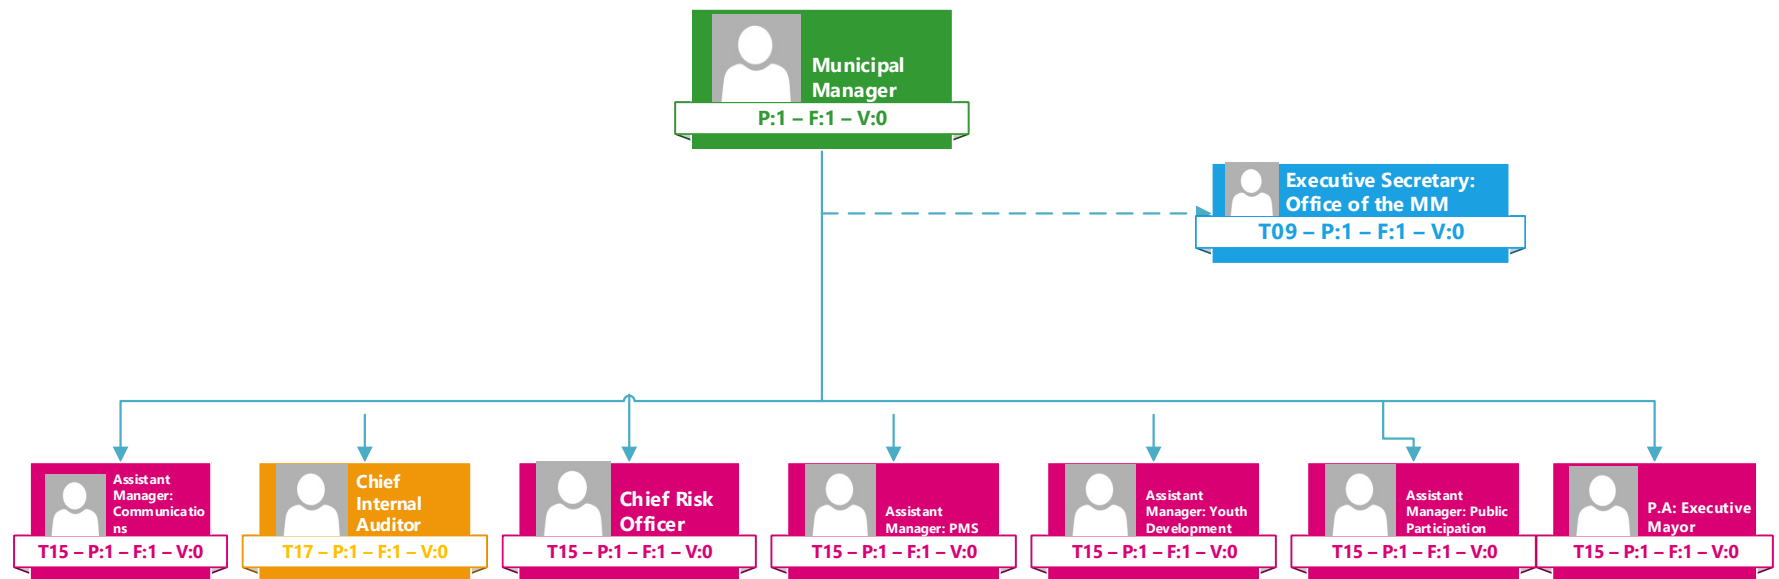 Municipal
Manager
P:1 – F:1 – V:0
Executive Secretary:
Office of the MM
T09 – P:1 – F:1 – V:0
Assistant
Manager:
Communicatio
ns
T15 – P:1 – F:1 – V:0
Chief
Internal
Auditor
T17 – P:1 – F:1 – V:0
Chief Risk
Officer
T15 – P:1 – F:1 – V:0
Assistant
Manager: PMS
T15 – P:1 – F:1 – V:0
Assistant
Manager: Youth
Development
T15 – P:1 – F:1 – V:0
Assistant
Manager: Public
Participation
T15 – P:1 – F:1 – V:0
P.A: Executive
Mayor
T15 – P:1 – F:1 – V:0